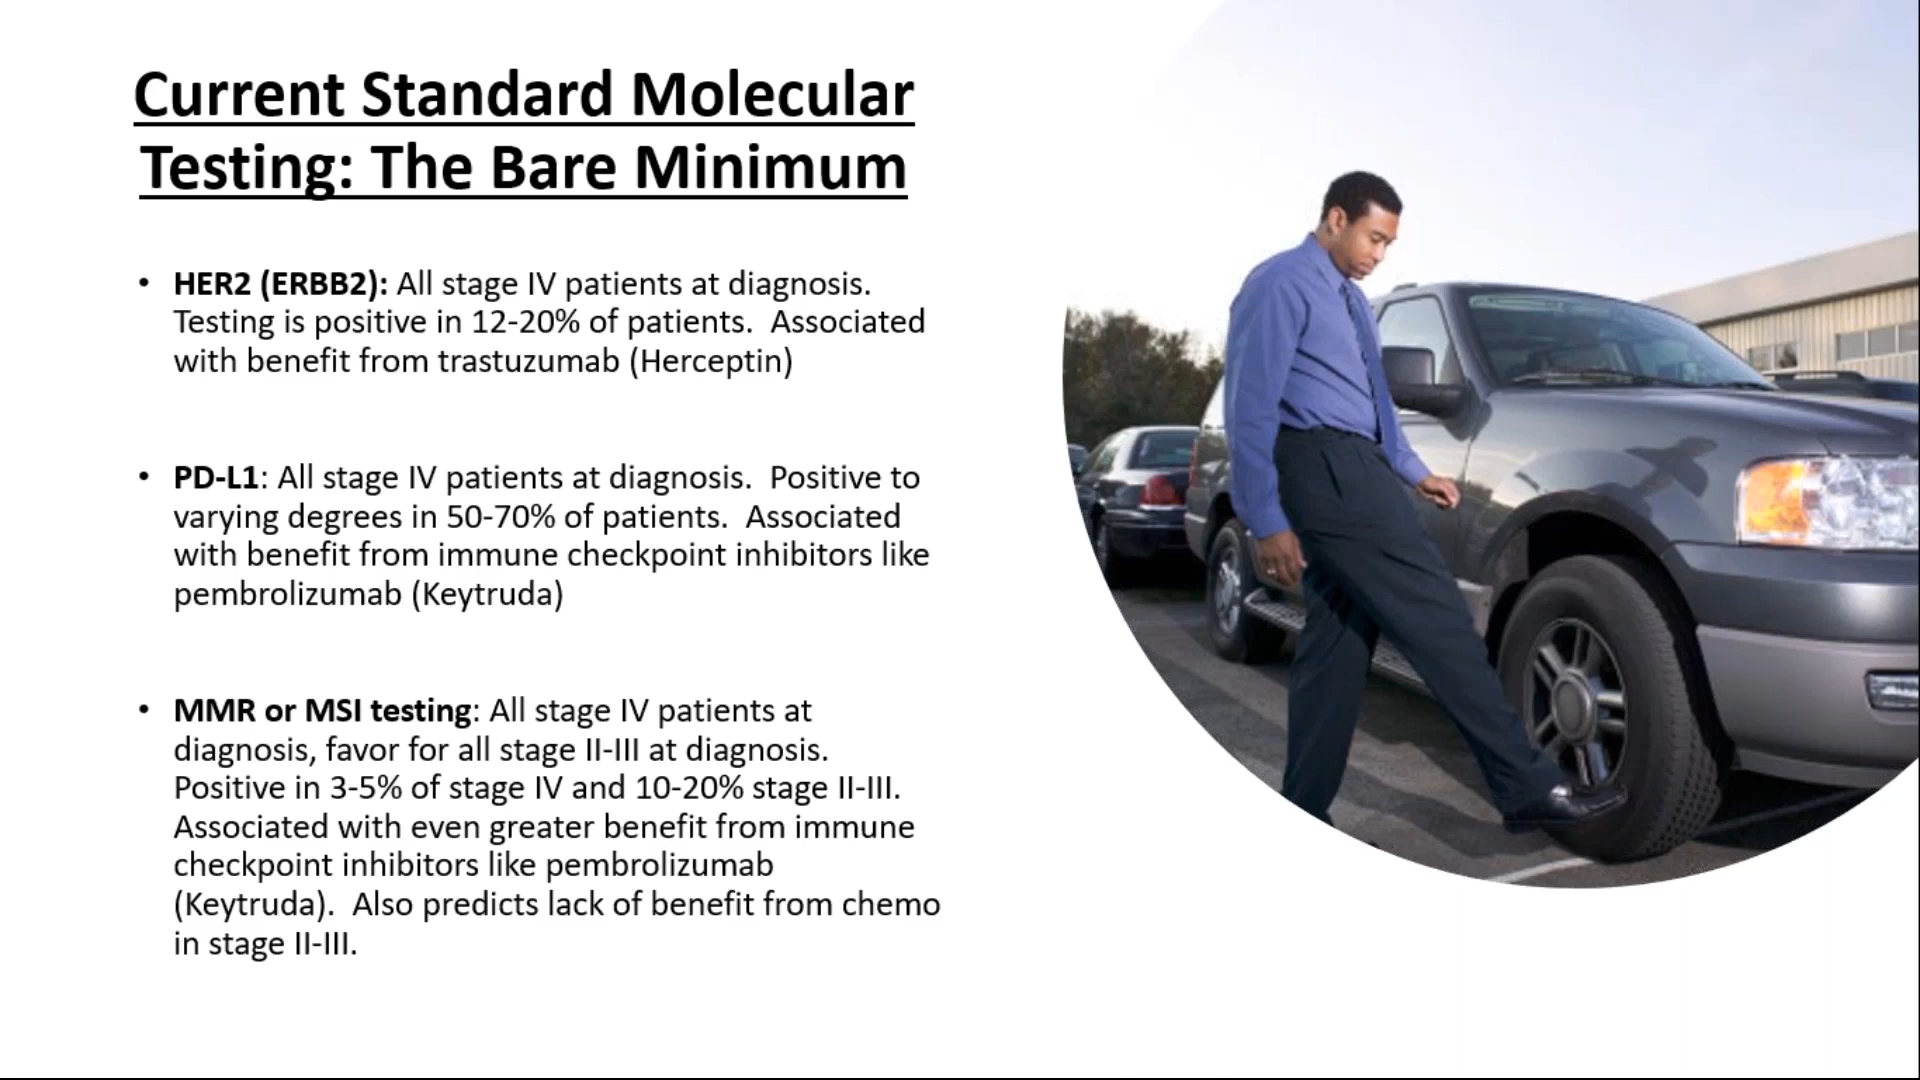 Current Standard Molecular
Testing: The Bare Minimum
• HER2 (ERBB2): All stage IV patients at diagnosis.
Testing is positive in 12-20% of patients.  Associated
with benefit from trastuzumab (Herceptin)
• PD-L1: All stage IV patients at diagnosis.  Positive to
varying degrees in 50-70% of patients.  Associated
with benefit from immune checkpoint inhibitors like
pembrolizumab (Keytruda)
• MMR or MSI testing: All stage IV patients at
diagnosis, favor for all stage II-III at diagnosis.
Positive in 3-5% of stage IV and 10-20% stage II-III.
Associated with even greater benefit from immune
checkpoint inhibitors like pembrolizumab
(Keytruda).  Also predicts lack of benefit from chemo
in stage II-III.